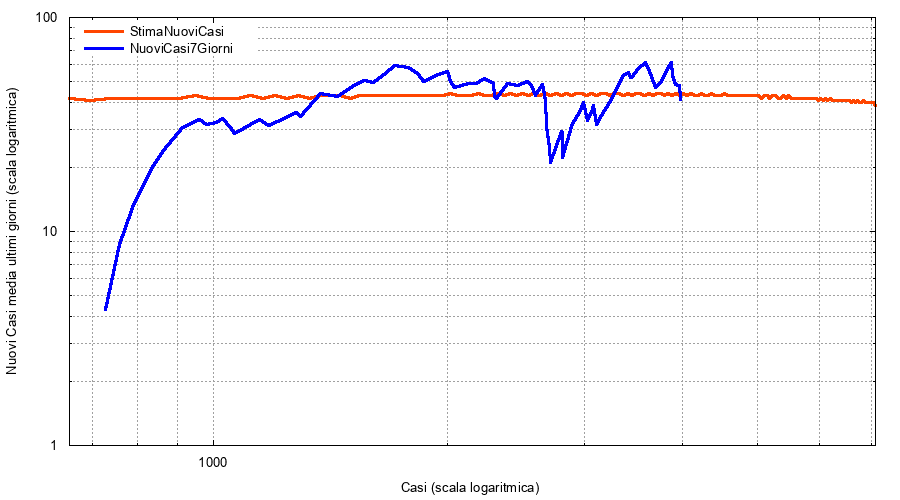 100
StimaNuoviCasi
NuoviCasi7Giorni
10
1
1000
Nuovi Casi media ultimi giorni (scala logaritmica)
Casi (scala logaritmica)